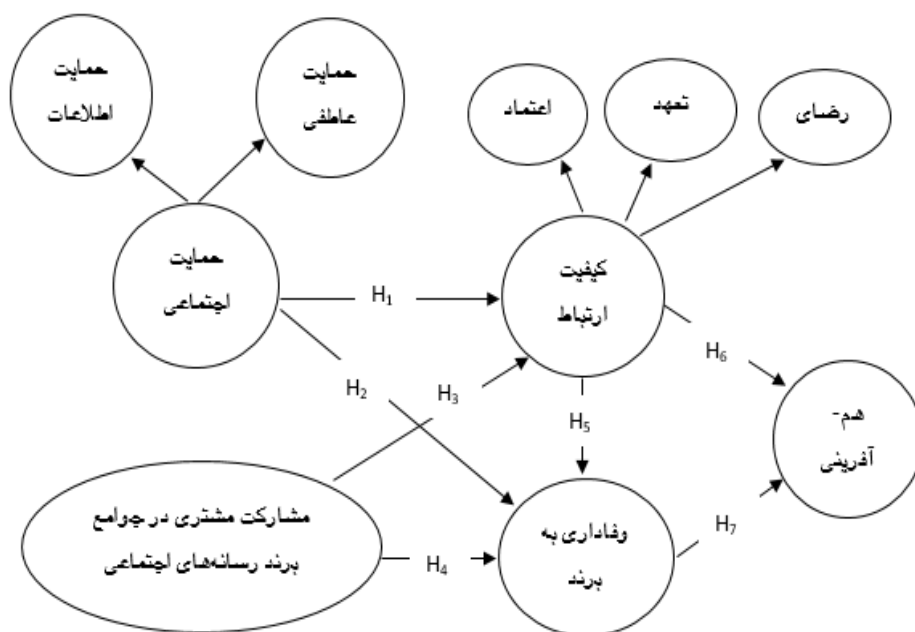 حمایت
اطلاعات
حمایت
عاطفی
اعتماد
تعهد
رضای
حمایت
اجتماعی
کیفیت
ارتباط
H1
H2
H3
H5
H6
هم-
آفرینی
مشارکت مشتری در جوامع
برند رسانه‌های اجتماعی
H4
وفاداری به
برند
H7